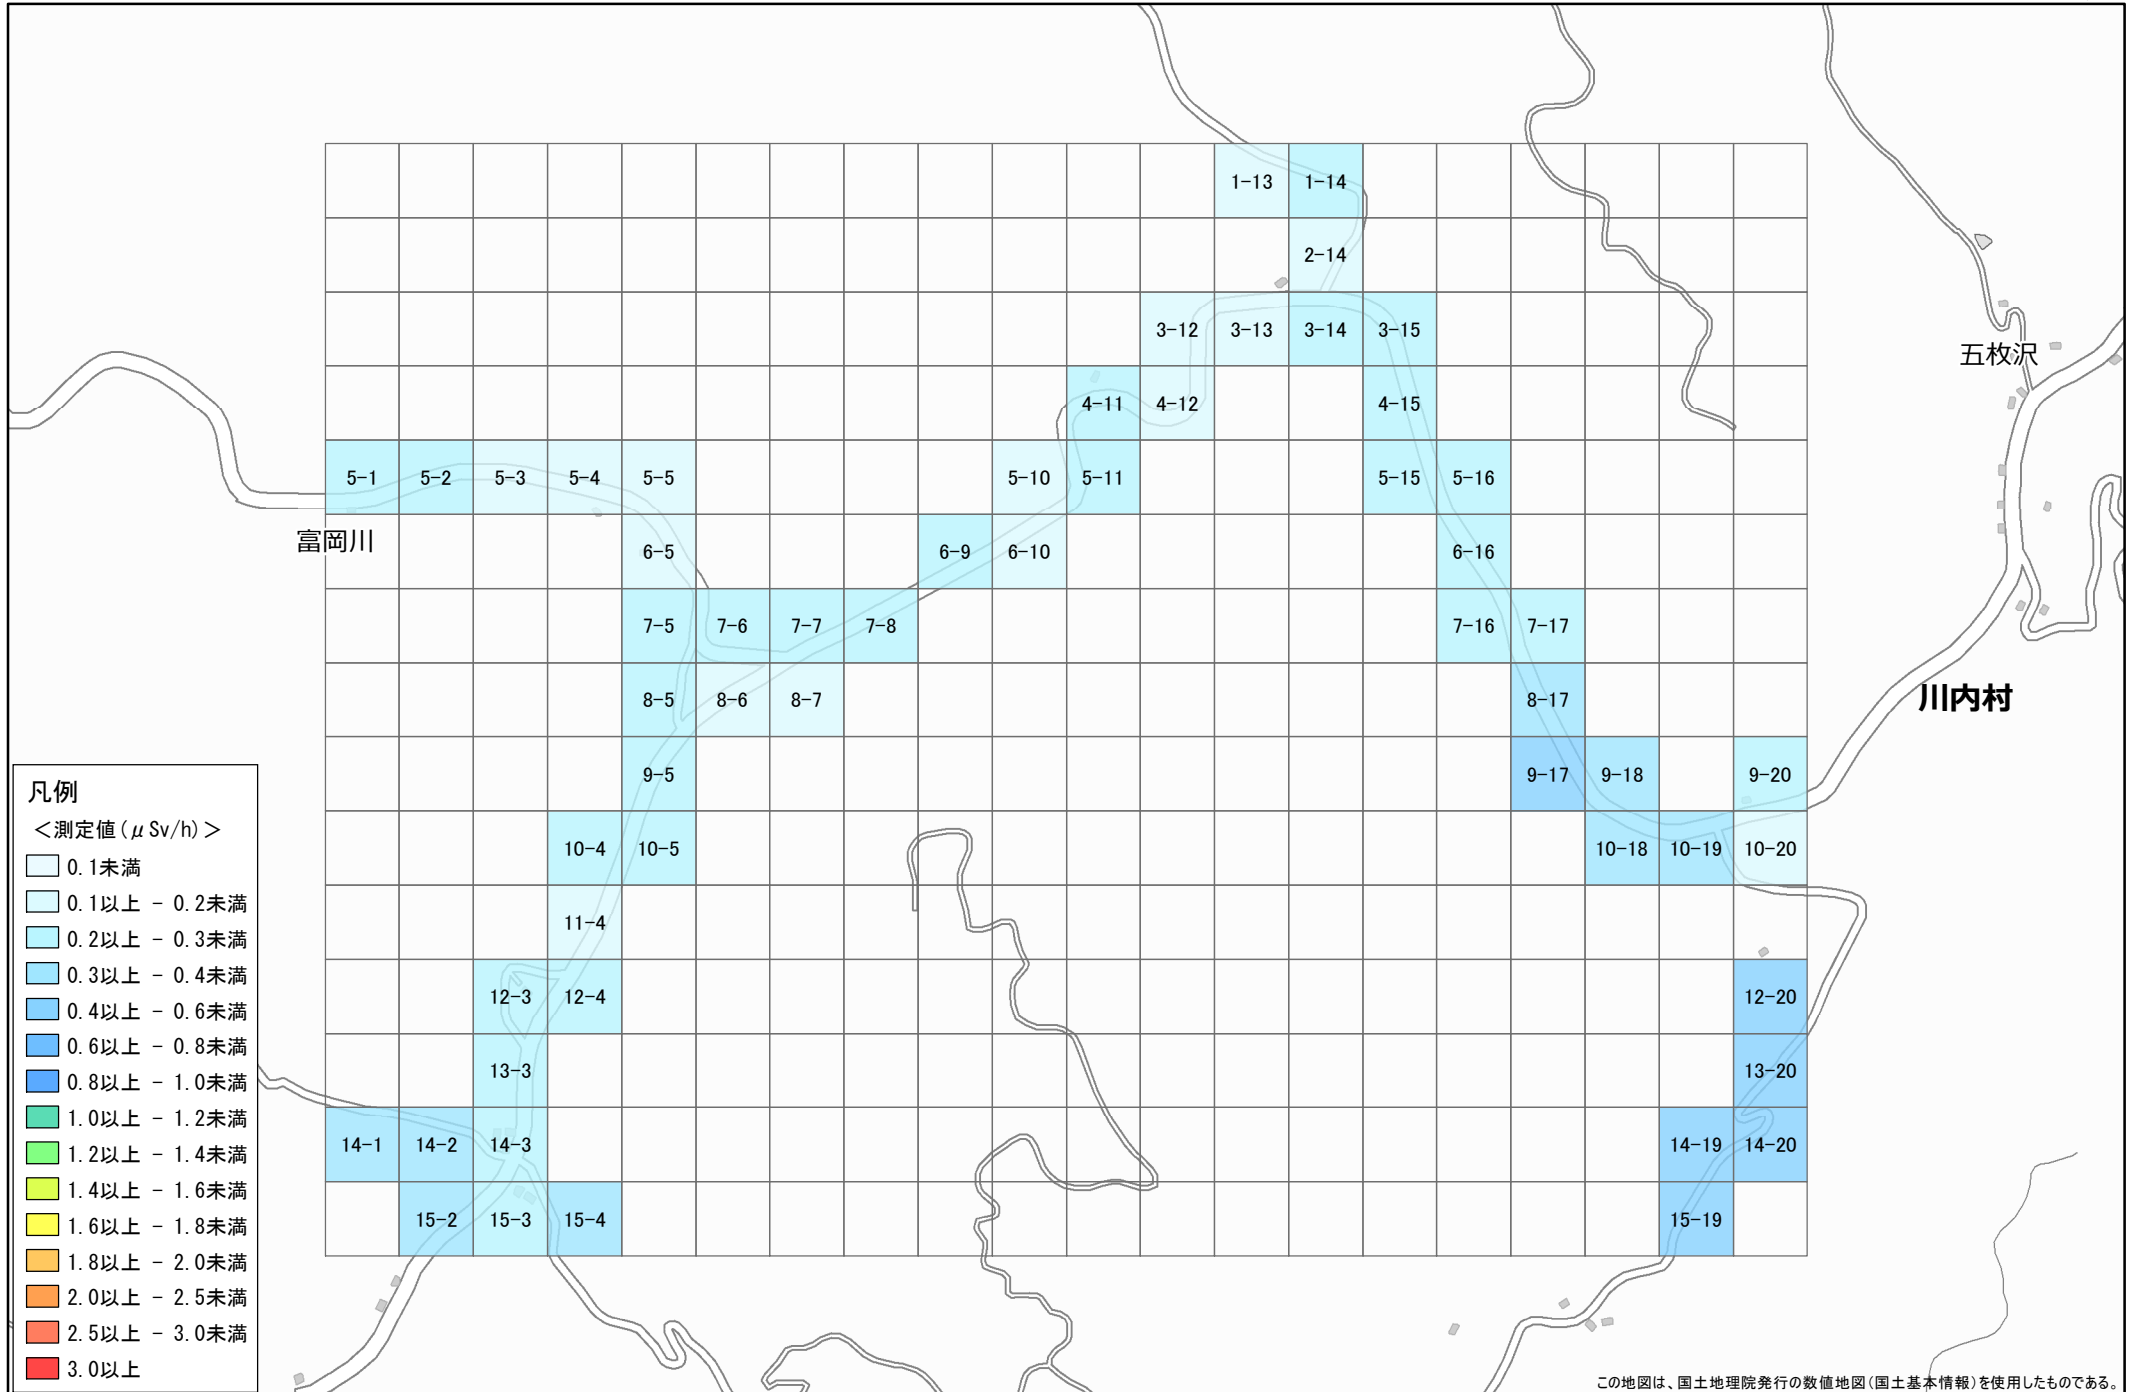 1-13 1-14
2-14
3-12 3-13 3-14 3-15
五枚沢
4-11 4-12 4-15
5-1 5-2 5-3 5-4 5-5 5-10 5-11 5-15 5-16
富岡川
6-5 6-9 6-10 6-16
7-5 7-6 7-7 7-8 7-16 7-17
8-5 8-6 8-7 8-17
川内村
9-5 9-17 9-18 9-20
10-4 10-5 10-18 10-19 10-20
11-4
12-3 12-4 12-20
13-3 13-20
14-1 14-2 14-3 14-19 14-20
15-2 15-3 15-4 15-19
凡例
＜測定値(μSv/h)＞
0.1未満
0.1以上 - 0.2未満
0.2以上 - 0.3未満
0.3以上 - 0.4未満
0.4以上 - 0.6未満
0.6以上 - 0.8未満
0.8以上 - 1.0未満
1.0以上 - 1.2未満
1.2以上 - 1.4未満
1.4以上 - 1.6未満
1.6以上 - 1.8未満
1.8以上 - 2.0未満
2.0以上 - 2.5未満
2.5以上 - 3.0未満
3.0以上
この地図は、国土地理院発行の数値地図(国土基本情報)を使用したものである。